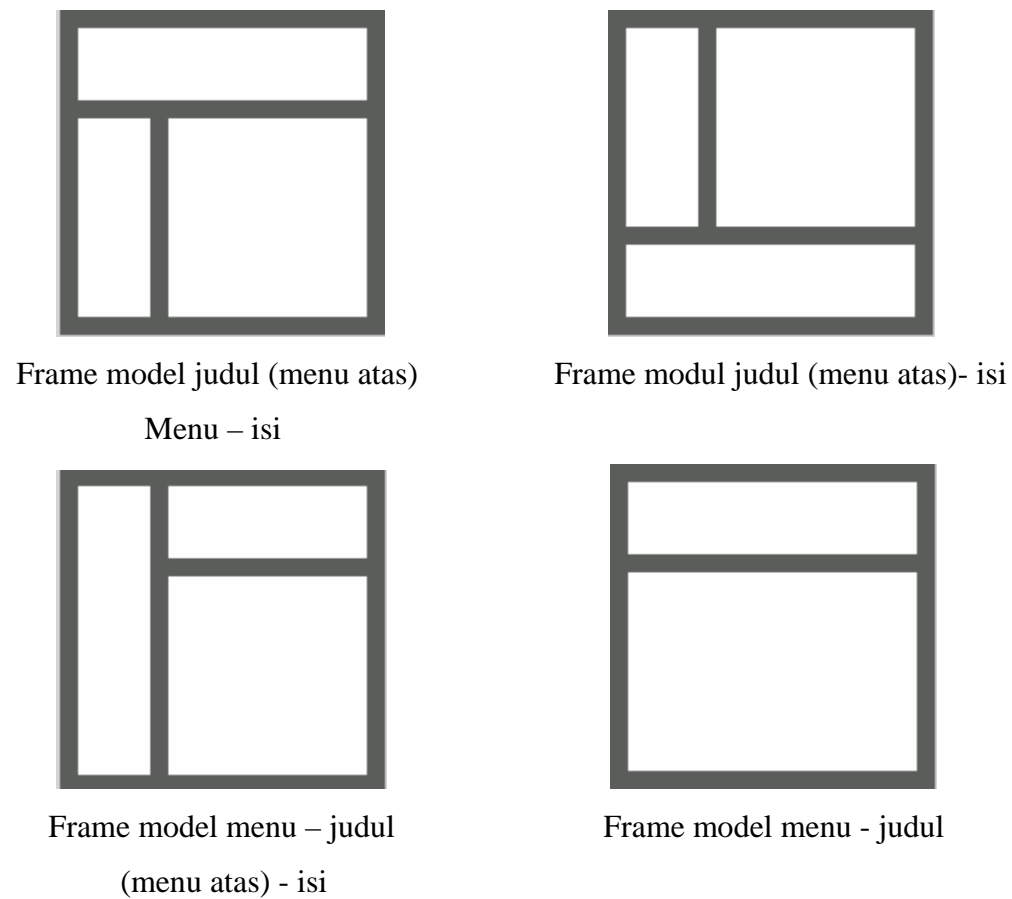 Frame model judul (menu atas)
Menu – isi
Frame modul judul (menu atas)- isi
Frame model menu – judul
(menu atas) - isi
Frame model menu - judul